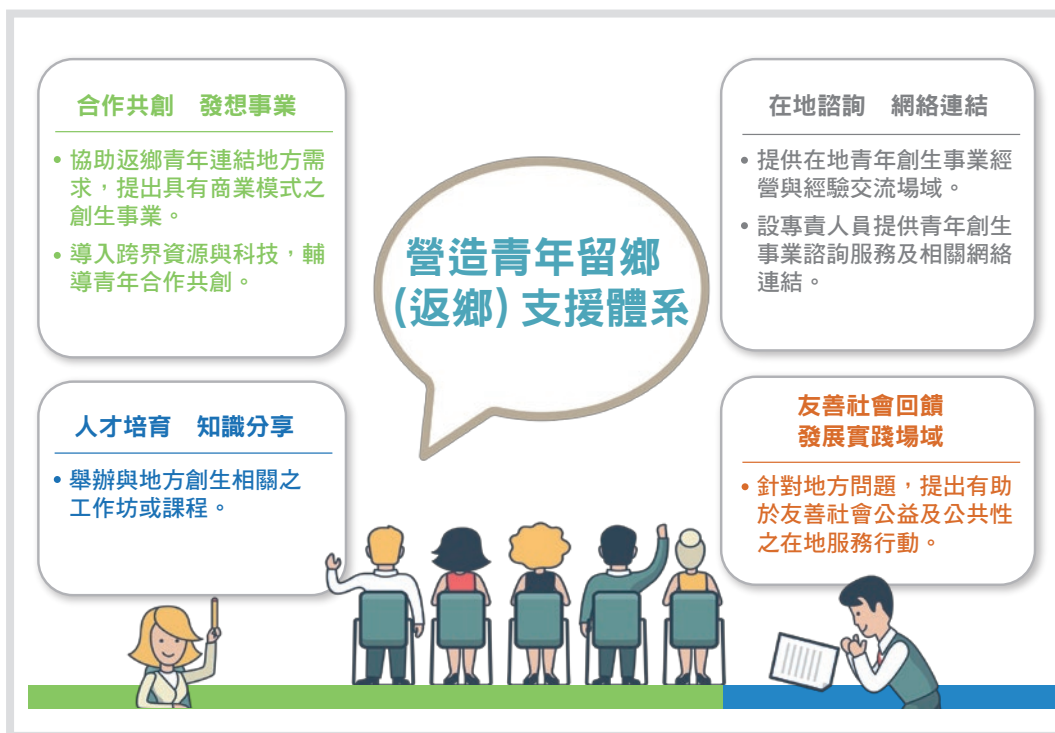 合作共創　發想事業
• 協助返鄉青年連結地方需
求，提出具有商業模式之
創生事業。
• 導入跨界資源與科技，輔
導青年合作共創。
在地諮詢　網絡連結
• 提供在地青年創生事業經
營與經驗交流場域。
• 設專責人員提供青年創生
事業諮詢服務及相關網絡
連結。
營造青年留鄉
(返鄉) 支援體系
人才培育　知識分享
• 舉辦與地方創生相關之
工作坊或課程。
友善社會回饋
發展實踐場域
• 針對地方問題，提出有助
於友善社會公益及公共性
之在地服務行動。